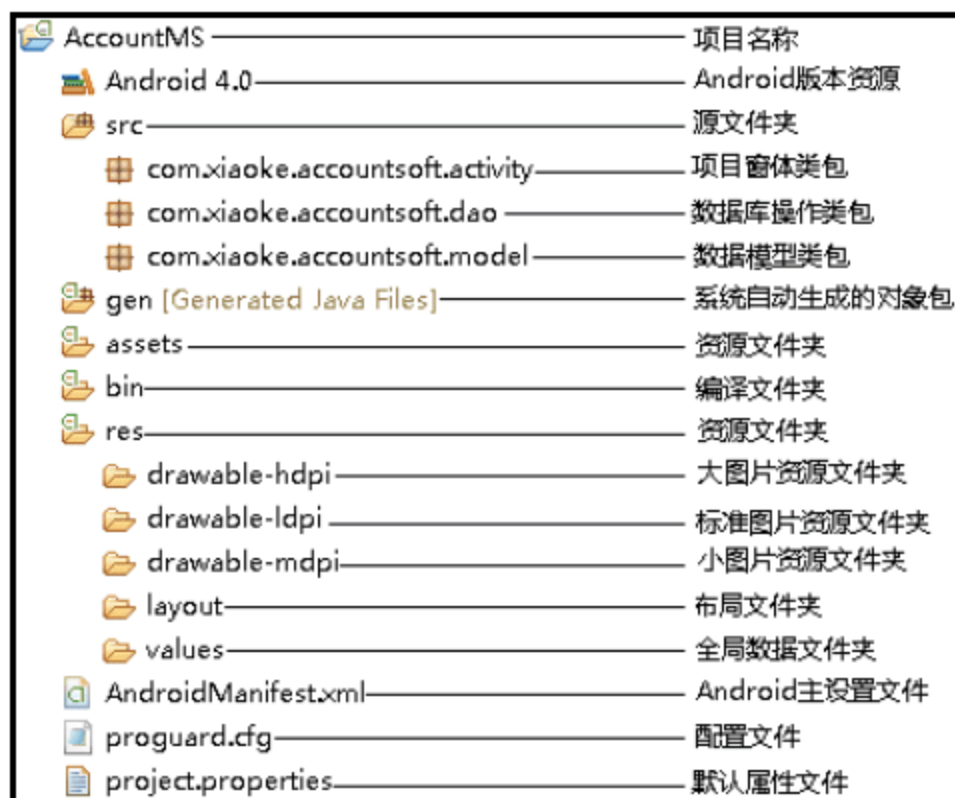 AccountMS 项目名称
Android 4.0 Android版本资源
src 源文件夹
com.xiaoke.accountsoft.activity 项目窗体类包
com.xiaoke.accountsoft.dao 数据库操作类包
com.xiaoke.accountsoft.model 数据模型类包
gen [Generated Java Files] 系统自动生成的对象包
assets 资源文件夹
bin 编译文件夹
res 资源文件夹
drawable-hdpi 大图片资源文件夹
drawable-ldpi 标准图片资源文件夹
drawable-mdpi 小图片资源文件夹
layout 布局文件夹
values 全局数据文件夹
AndroidManifest.xml Android主设置文件
proguard.cfg 配置文件
project.properties 默认属性文件